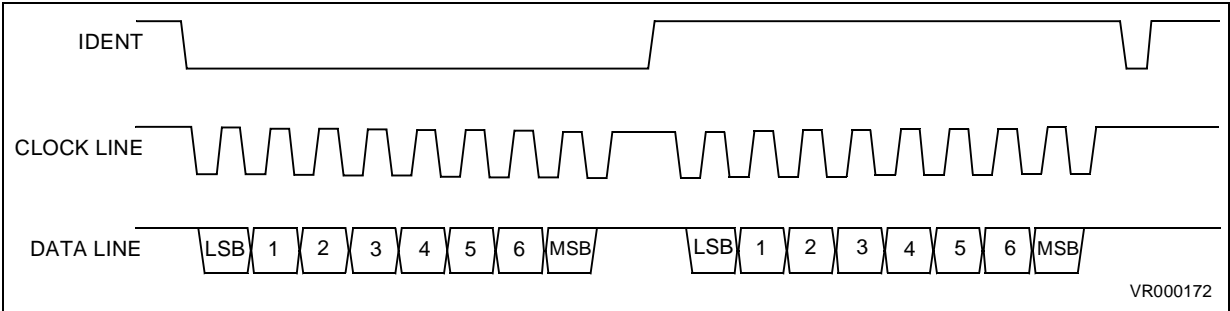 IDENT
CLOCK LINE
DATA LINE LSB 1 2 3 4 5 6 MSB LSB 1 2 3 4 5 6 MSB
VR000172